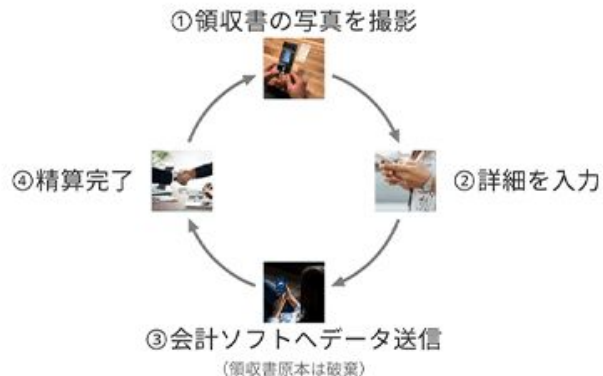 ①領収書の写真を撮影
④精算完了
②詳細を入力
③会計ソフトへデータ送信
(領収書原本は破棄)